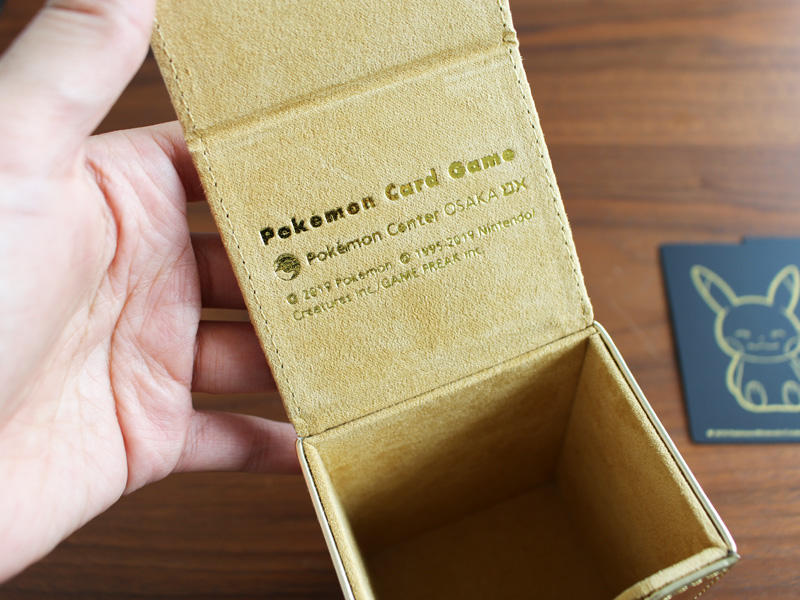 Pokemon Card Game
Pokémon Center OSAKA DX
© 2019 Pokémon. © 1995-2019 Nintendo/
Creatures Inc./GAME FREAK inc.